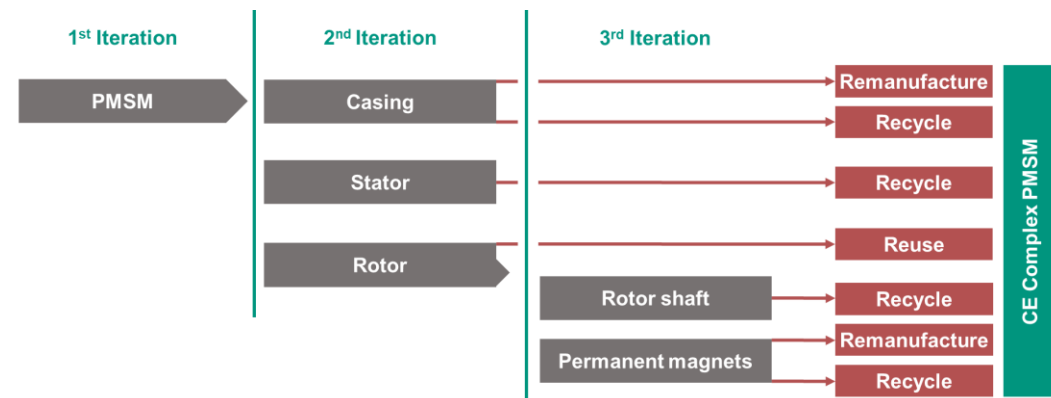 1st Iteration
2nd Iteration
3rd Iteration
PMSM
Casing
Remanufacture
Recycle
Stator
Recycle
Rotor
Reuse
Rotor shaft
Recycle
Permanent magnets
Remanufacture
Recycle
CE Complex PMSM